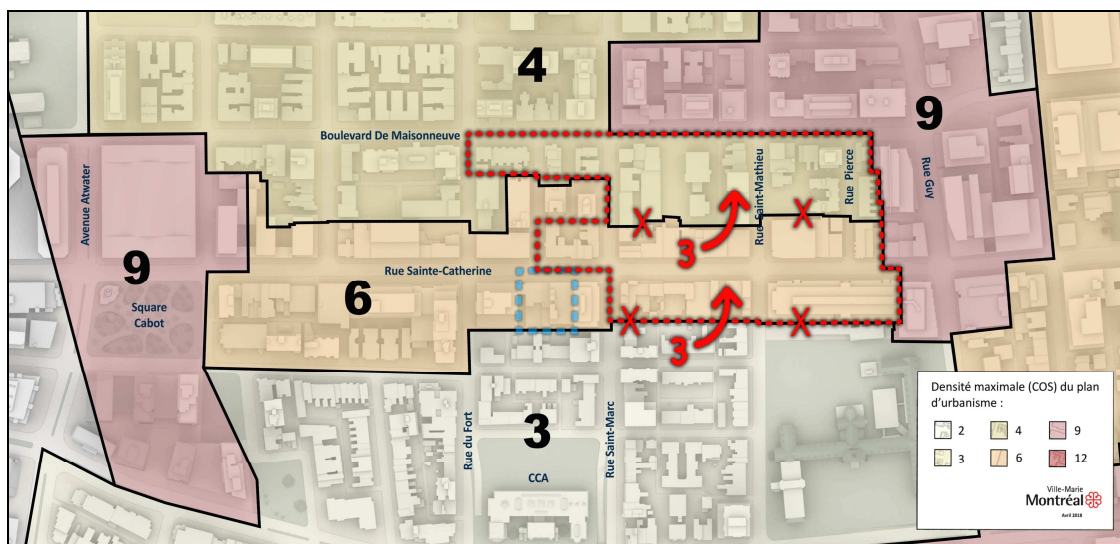 4
9
Boulevard De Maisonneuve
Avenue Atwater
Rue Saint-Mathieu
Rue Pierce
Rue Guy
X
X
3
9
Rue Sainte-Catherine
6
Square
Cabot
X
X
3
Rue du Fort
3
Rue Saint-Marc
CCA
Densité maximale (COS) du plan
d’urbanisme :
2 4 9
3 6 12
Ville-Marie
Montréal
Avril 2018